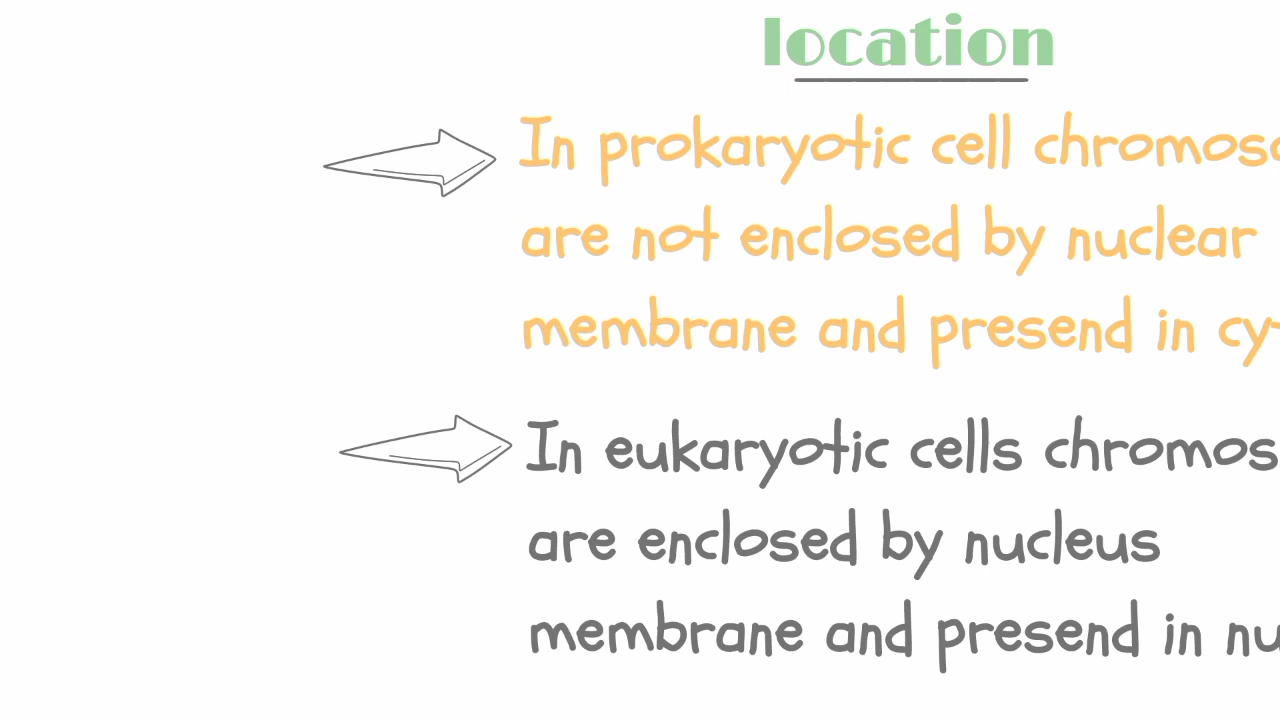 location
In prokaryotic cell chromoso
are not enclosed by nuclear
membrane and presend in cy
In eukaryotic cells chromos
are enclosed by nucleus
membrane and presend in nu